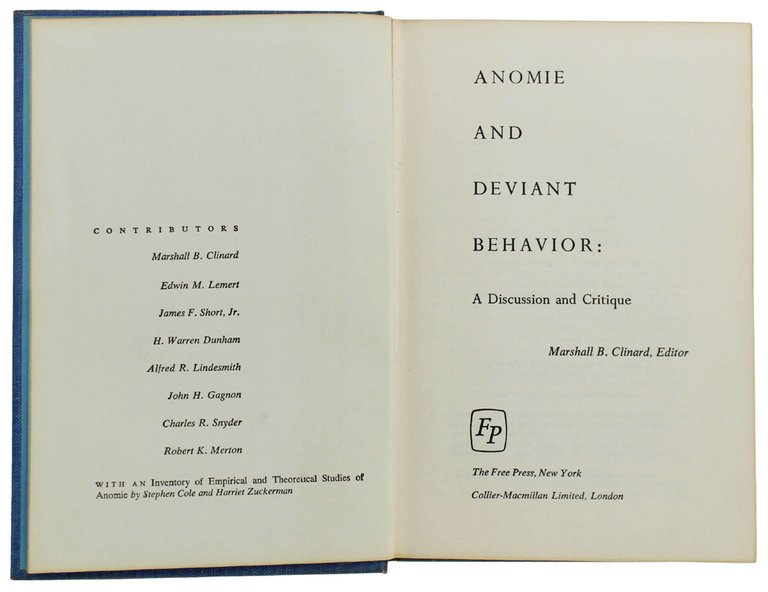 CONTRIBUTORS
Marshall B. Clinard
Edwin M. Lemert
James F. Short, Jr.
H. Warren Dunham
Alfred R. Lindesmith
John H. Gagnon
Charles R. Snyder
Robert K. Merton
WITH AN Inventory of Empirical and Theoretical Studies of
Anomie by Stephen Cole and Harriet Zuckerman
ANOMIE
AND
DEVIANT
BEHAVIOR:
A Discussion and Critique
Marshall B. Clinard, Editor
FP
The Free Press, New York
Collier-Macmillan Limited, London